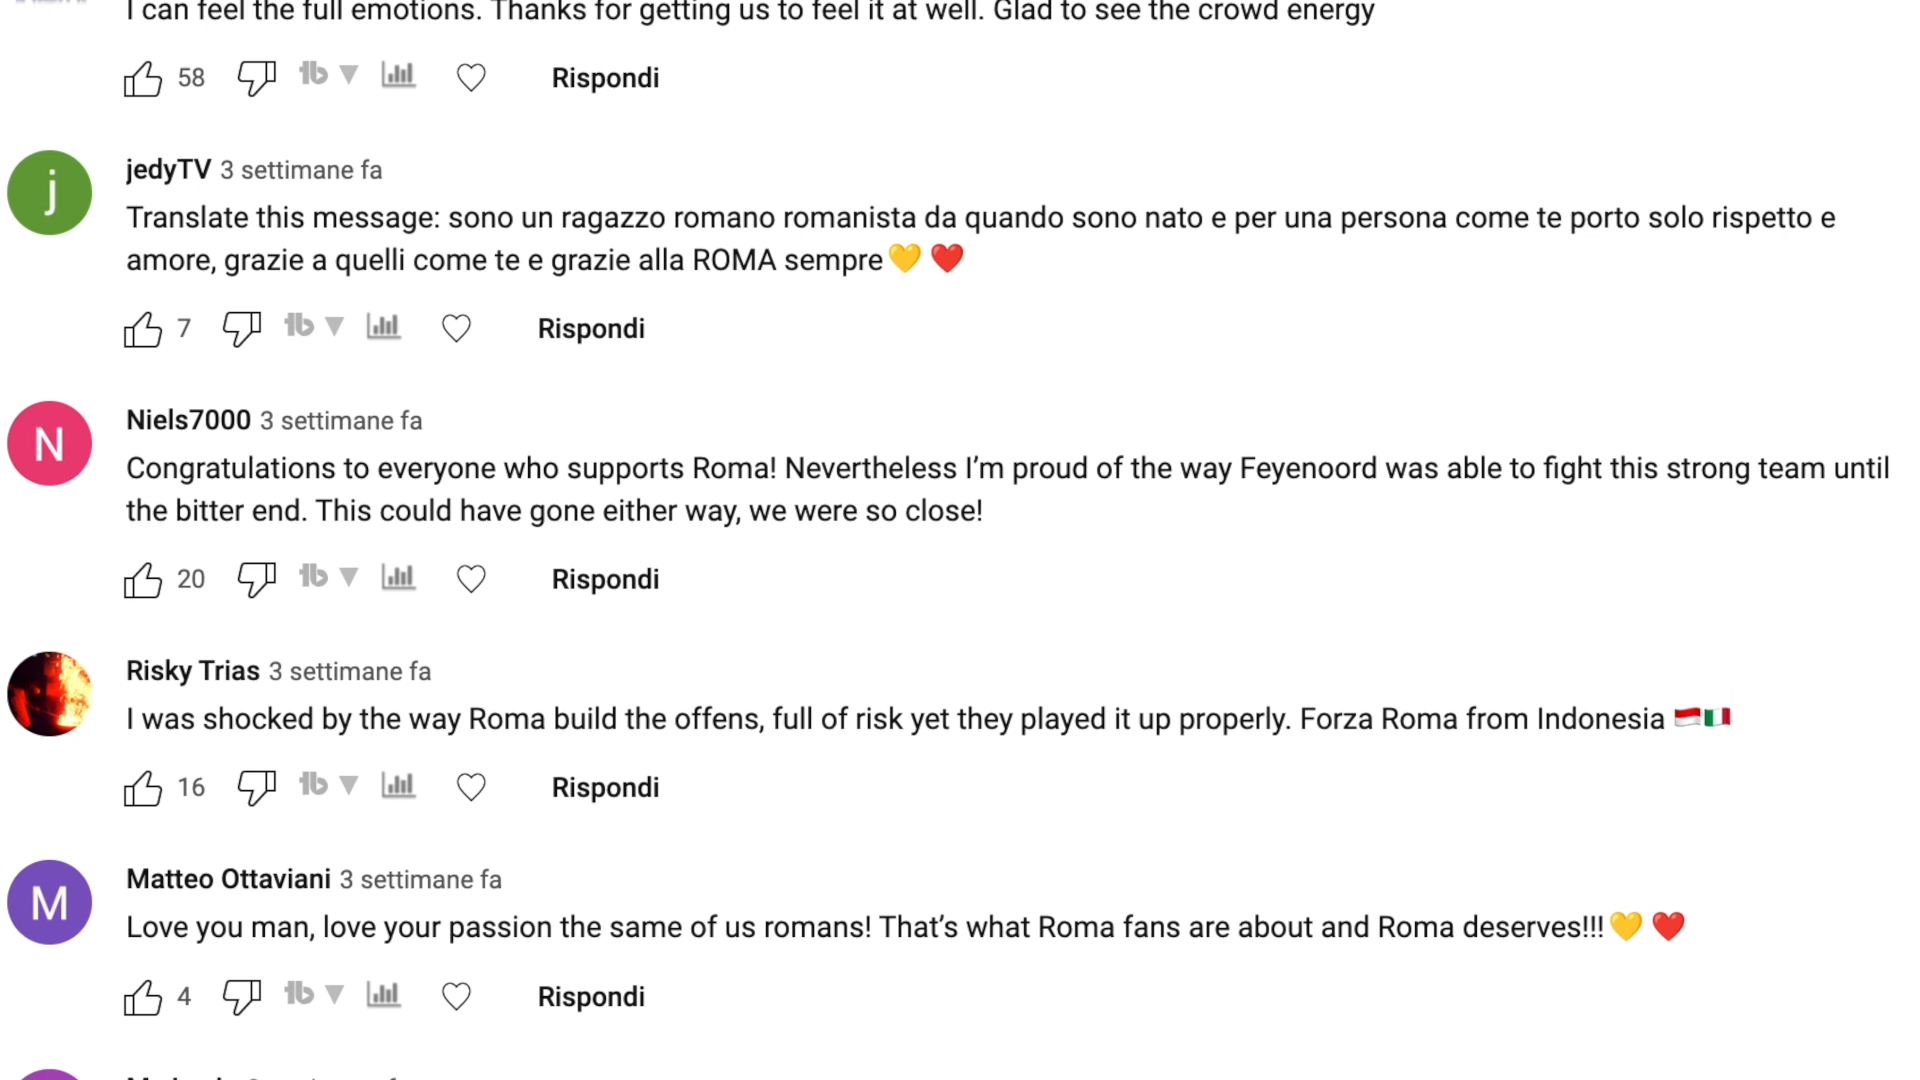 I can feel the full emotions. Thanks for getting us to feel it at well. Glad to see the crowd energy
58 Rispondi
j
jedyTV 3 settimane fa
Translate this message: sono un ragazzo romano romanista da quando sono nato e per una persona come te porto solo rispetto e
amore, grazie a quelli come te e grazie alla ROMA sempre💛 ❤️
7 Rispondi
N
Niels7000 3 settimane fa
Congratulations to everyone who supports Roma! Nevertheless I’m proud of the way Feyenoord was able to fight this strong team until
the bitter end. This could have gone either way, we were so close!
20 Rispondi
Risky Trias 3 settimane fa
I was shocked by the way Roma build the offens, full of risk yet they played it up properly. Forza Roma from Indonesia 🇮🇩🇮🇹
16 Rispondi
M
Matteo Ottaviani 3 settimane fa
Love you man, love your passion the same of us romans! That’s what Roma fans are about and Roma deserves!!!💛 ❤️
4 Rispondi